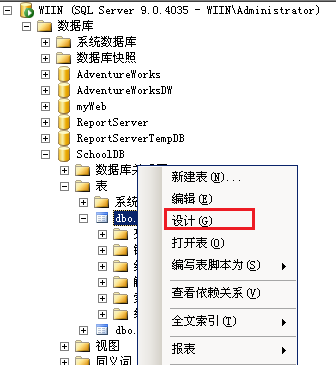 WIIN (SQL Server 9.0.4035 - WIIN\Administrator)
数据库
系统数据库
数据库快照
AdventureWorks
AdventureWorksDW
myWeb
ReportServer
ReportServerTempDB
SchoolDB
数据库关
表
系统
dbo.
dbo.
视图
同义词
新建表(N)...
编辑(E)
设计(G)
打开表(O)
编写表脚本为(S)
查看依赖关系(V)
全文索引(T)
报表